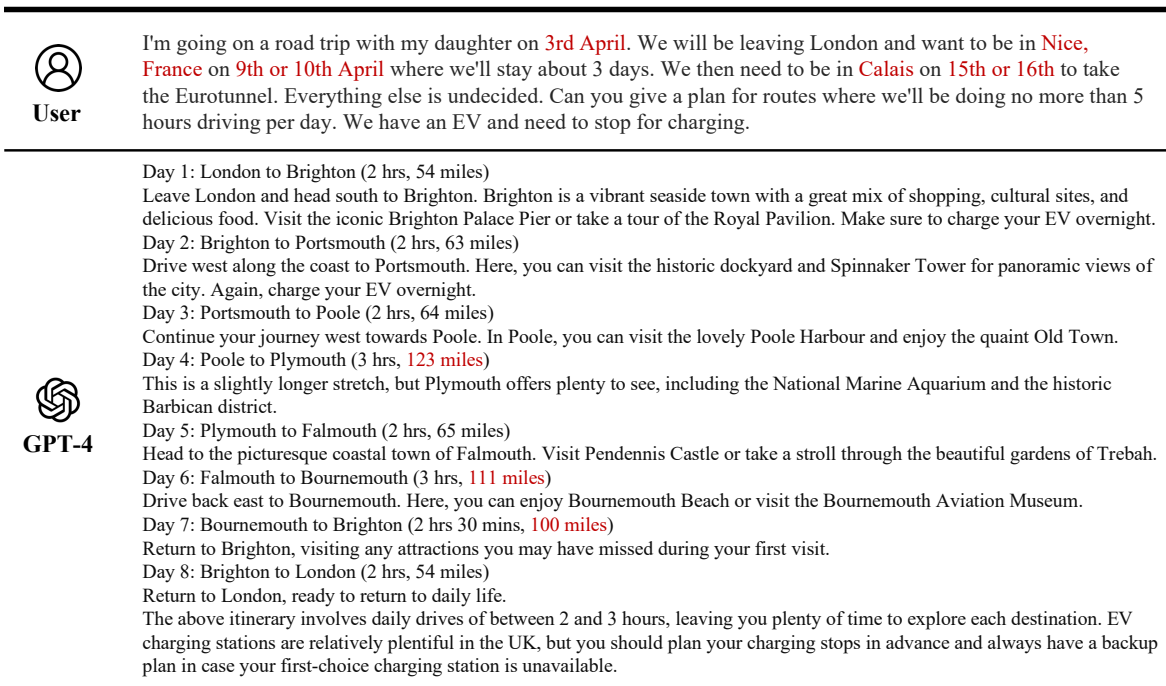 I'm going on a road trip with my daughter on 3rd April. We will be leaving London and want to be in Nice,
France on 9th or 10th April where we'll stay about 3 days. We then need to be in Calais on 15th or 16th to take
the Eurotunnel. Everything else is undecided. Can you give a plan for routes where we'll be doing no more than 5
hours driving per day. We have an EV and need to stop for charging.
User
Day 1: London to Brighton (2 hrs, 54 miles)
Leave London and head south to Brighton. Brighton is a vibrant seaside town with a great mix of shopping, cultural sites, and
delicious food. Visit the iconic Brighton Palace Pier or take a tour of the Royal Pavilion. Make sure to charge your EV overnight.
Day 2: Brighton to Portsmouth (2 hrs, 63 miles)
Drive west along the coast to Portsmouth. Here, you can visit the historic dockyard and Spinnaker Tower for panoramic views of
the city. Again, charge your EV overnight.
Day 3: Portsmouth to Poole (2 hrs, 64 miles)
Continue your journey west towards Poole. In Poole, you can visit the lovely Poole Harbour and enjoy the quaint Old Town.
Day 4: Poole to Plymouth (3 hrs, 123 miles)
This is a slightly longer stretch, but Plymouth offers plenty to see, including the National Marine Aquarium and the historic
Barbican district.
GPT-4
Day 5: Plymouth to Falmouth (2 hrs, 65 miles)
Head to the picturesque coastal town of Falmouth. Visit Pendennis Castle or take a stroll through the beautiful gardens of Trebah.
Day 6: Falmouth to Bournemouth (3 hrs, 111 miles)
Drive back east to Bournemouth. Here, you can enjoy Bournemouth Beach or visit the Bournemouth Aviation Museum.
Day 7: Bournemouth to Brighton (2 hrs 30 mins, 100 miles)
Return to Brighton, visiting any attractions you may have missed during your first visit.
Day 8: Brighton to London (2 hrs, 54 miles)
Return to London, ready to return to daily life.
The above itinerary involves daily drives of between 2 and 3 hours, leaving you plenty of time to explore each destination. EV
charging stations are relatively plentiful in the UK, but you should plan your charging stops in advance and always have a backup
plan in case your first-choice charging station is unavailable.